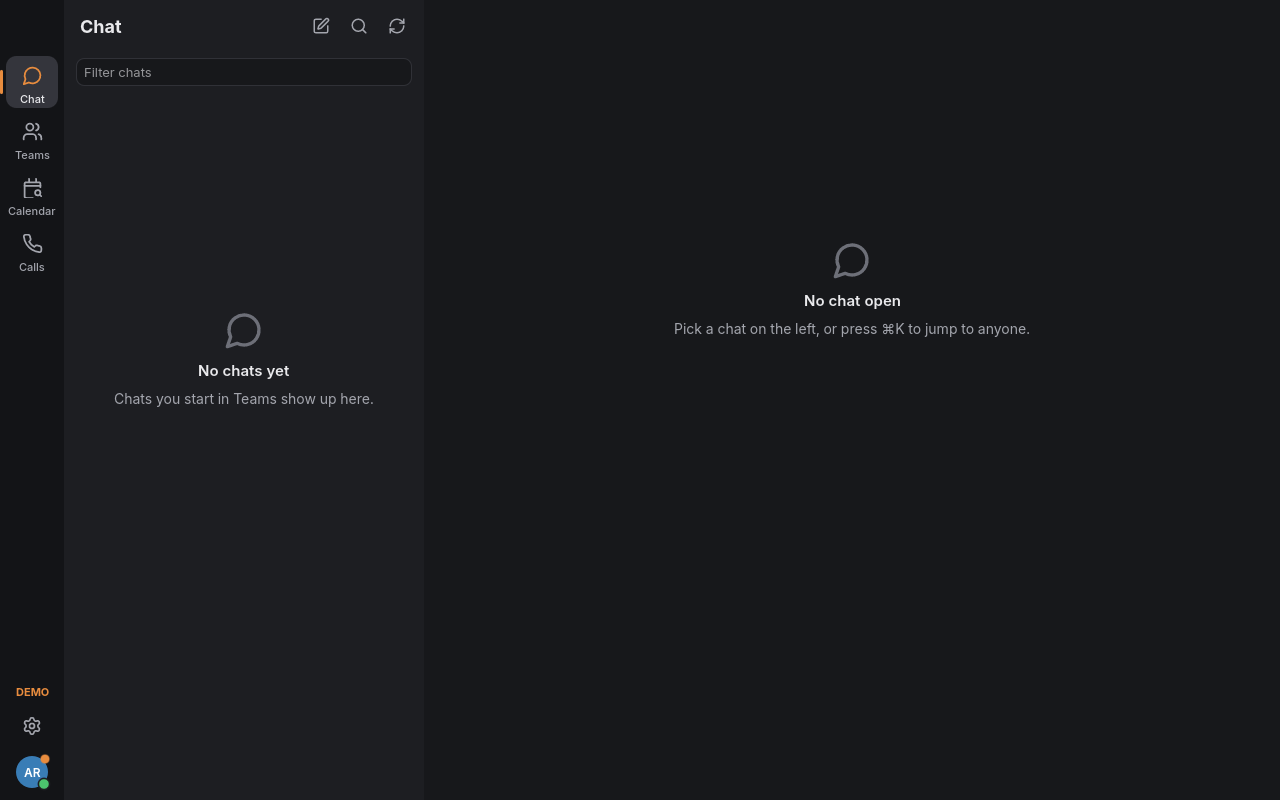 Chat
Filter chats
Chat
Teams
Calendar
Calls
No chats yet
Chats you start in Teams show up here.
No chat open
Pick a chat on the left, or press ⌘K to jump to anyone.
DEMO
AR